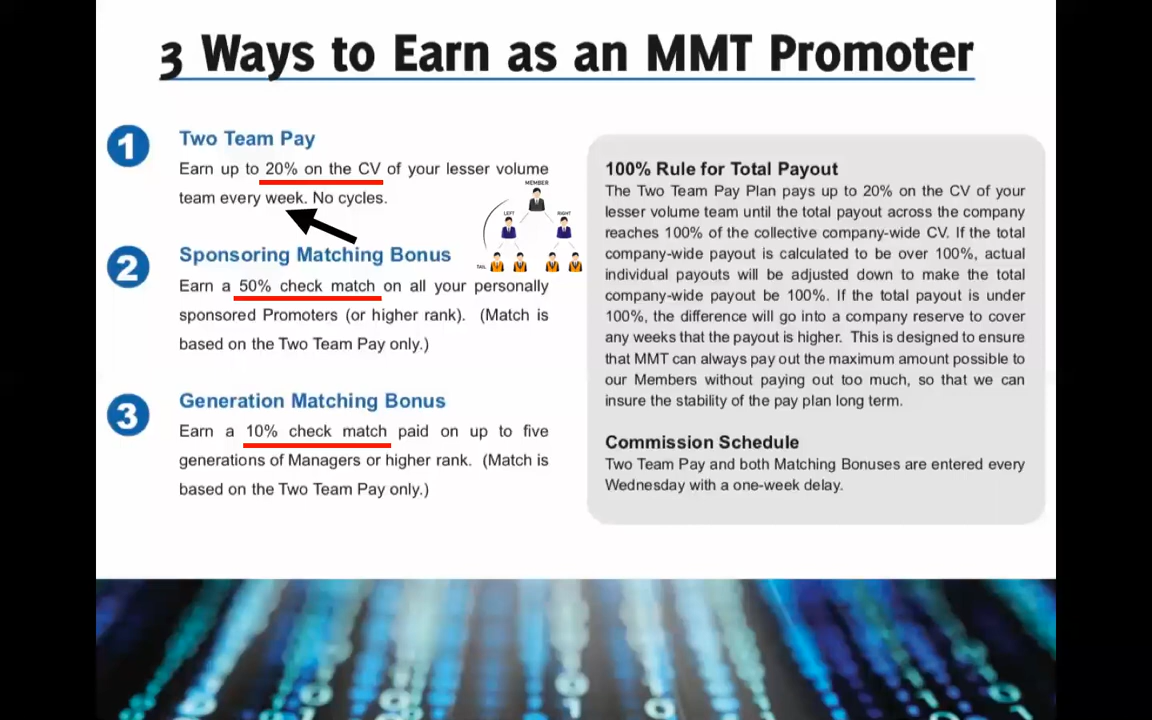 3 Ways to Earn as an MMT Promoter
1
Two Team Pay
Earn up to 20% on the CV of your lesser volume
team every week. No cycles.
MEMBER
LEFT
RIGHT
TAIL
2
Sponsoring Matching Bonus
Earn a 50% check match on all your personally
sponsored Promoters (or higher rank). (Match is
based on the Two Team Pay only.)
3
Generation Matching Bonus
Earn a 10% check match paid on up to five
generations of Managers or higher rank. (Match is
based on the Two Team Pay only.)
100% Rule for Total Payout
The Two Team Pay Plan pays up to 20% on the CV of your
lesser volume team until the total payout across the company
reaches 100% of the collective company-wide CV. If the total
company-wide payout is calculated to be over 100%, actual
individual payouts will be adjusted down to make the total
company-wide payout be 100%. If the total payout is under
100%, the difference will go into a company reserve to cover
any weeks that the payout is higher. This is designed to ensure
that MMT can always pay out the maximum amount possible to
our Members without paying out too much, so that we can
insure the stability of the pay plan long term.
Commission Schedule
Two Team Pay and both Matching Bonuses are entered every
Wednesday with a one-week delay.